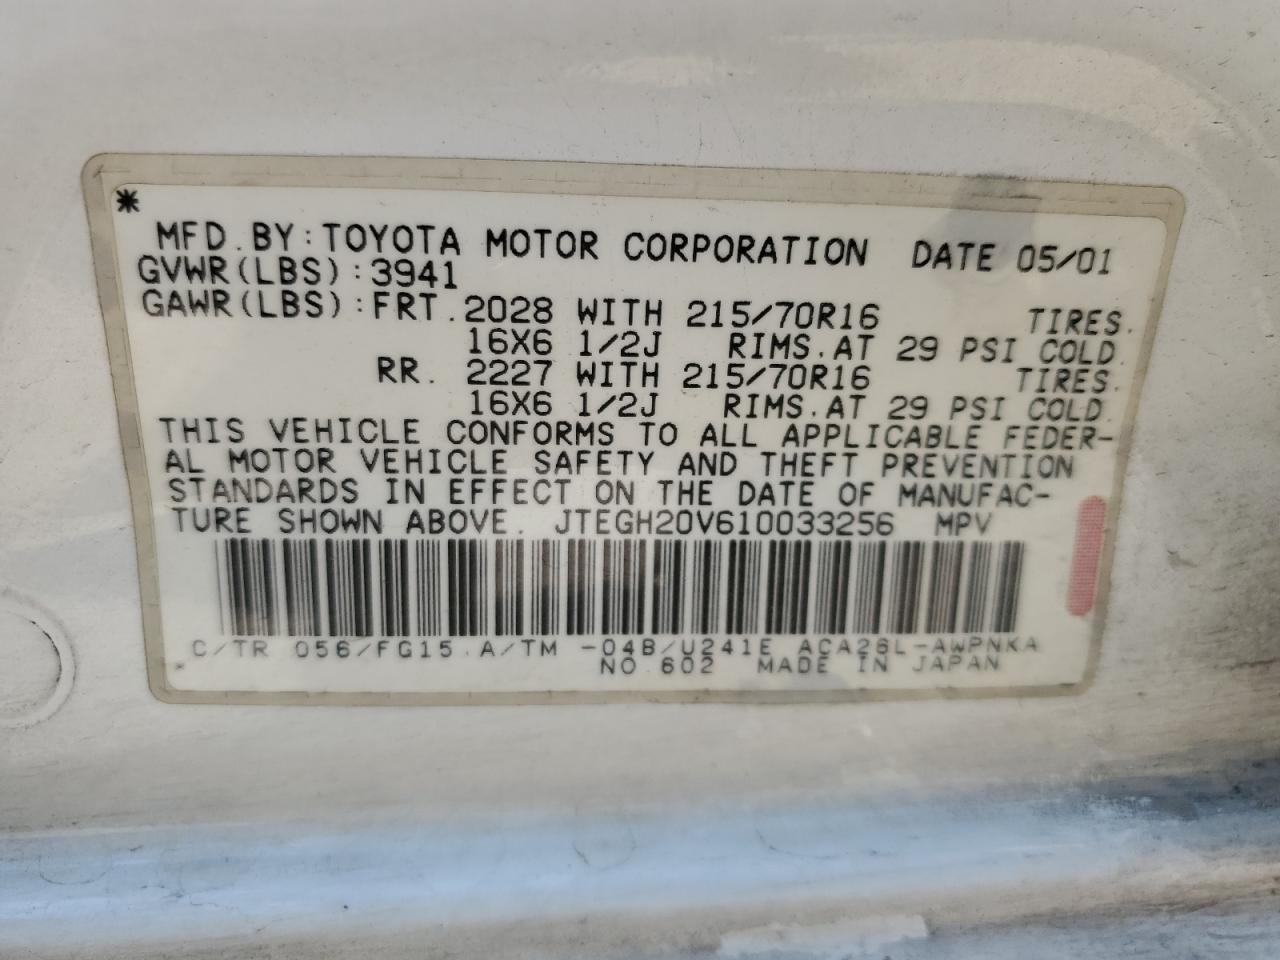 *
MFD.BY:TOYOTA MOTOR CORPORATION DATE 05/01
GVWR(LBS):3941
GAWR(LBS):FRT.2028 WITH 215/70R16 TIRES.
16X6 1/2J RIMS.AT 29 PSI COLD.
RR. 2227 WITH 215/70R16 TIRES.
16X6 1/2J RIMS.AT 29 PSI COLD.
THIS VEHICLE CONFORMS TO ALL APPLICABLE FEDER-
AL MOTOR VEHICLE SAFETY AND THEFT PREVENTION
STANDARDS IN EFFECT ON THE DATE OF MANUFAC-
TURE SHOWN ABOVE. JTEGH20V610033256 MPV
C/TR 056/FG15.A/TM -04B/U241E ACA26L-AWPNKA
* NO.602 MADE IN JAPAN